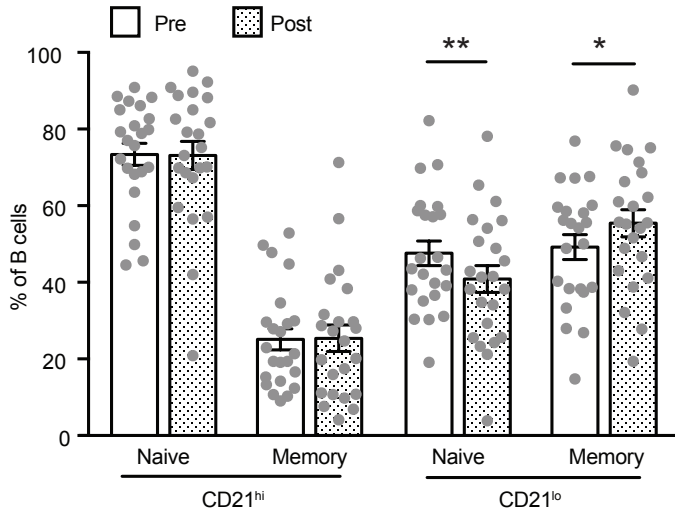 Pre Post
** *
100
80
60
40
20
0
% of B cells
Naive Memory Naive Memory
CD21hi CD21lo